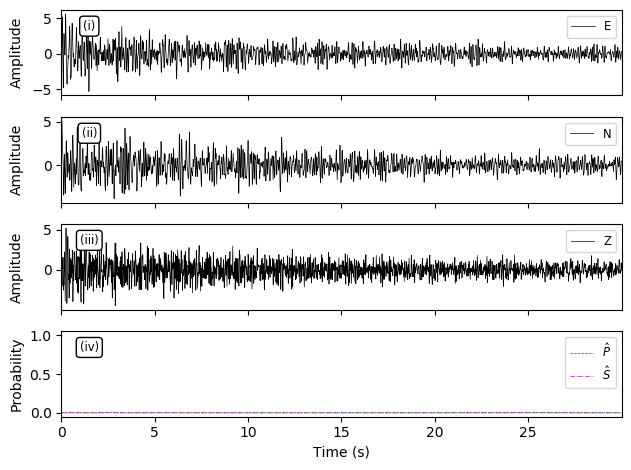 Amplitude
5
0
−5
(i)
E
Amplitude
5
0
(ii)
N
Amplitude
5
0
(iii)
Z
Probability
1.0
0.5
0.0
(iv)
P̂
Ŝ
0 5 10 15 20 25
Time (s)